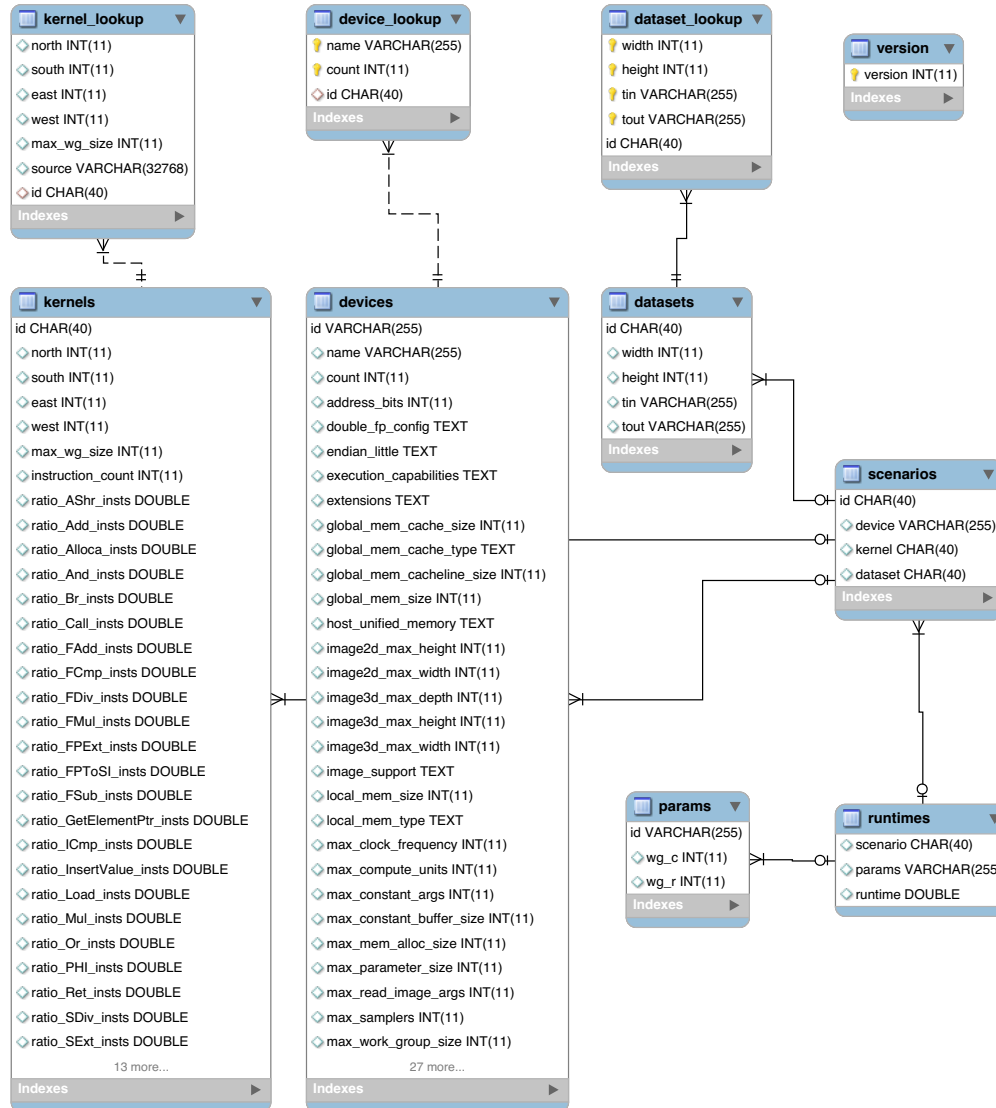 kernel_lookup
north INT(11)
south INT(11)
east INT(11)
west INT(11)
max_wg_size INT(11)
source VARCHAR(32768)
id CHAR(40)
Indexes
device_lookup
name VARCHAR(255)
count INT(11)
id CHAR(40)
Indexes
dataset_lookup
width INT(11)
height INT(11)
tin VARCHAR(255)
tout VARCHAR(255)
id CHAR(40)
Indexes
version
version INT(11)
Indexes
kernels
id CHAR(40)
north INT(11)
south INT(11)
east INT(11)
west INT(11)
max_wg_size INT(11)
instruction_count INT(11)
ratio_AShr_insts DOUBLE
ratio_Add_insts DOUBLE
ratio_Alloca_insts DOUBLE
ratio_And_insts DOUBLE
ratio_Br_insts DOUBLE
ratio_Call_insts DOUBLE
ratio_FAdd_insts DOUBLE
ratio_FCmp_insts DOUBLE
ratio_FDiv_insts DOUBLE
ratio_FMul_insts DOUBLE
ratio_FPExt_insts DOUBLE
ratio_FPToSI_insts DOUBLE
ratio_FSub_insts DOUBLE
ratio_GetElementPtr_insts DOUBLE
ratio_ICmp_insts DOUBLE
ratio_InsertValue_insts DOUBLE
ratio_Load_insts DOUBLE
ratio_Mul_insts DOUBLE
ratio_Or_insts DOUBLE
ratio_PHI_insts DOUBLE
ratio_Ret_insts DOUBLE
ratio_SDiv_insts DOUBLE
ratio_SExt_insts DOUBLE
13 more...
Indexes
devices
id VARCHAR(255)
name VARCHAR(255)
count INT(11)
address_bits INT(11)
double_fp_config TEXT
endian_little TEXT
execution_capabilities TEXT
extensions TEXT
global_mem_cache_size INT(11)
global_mem_cache_type TEXT
global_mem_cacheline_size INT(11)
global_mem_size INT(11)
host_unified_memory TEXT
image2d_max_height INT(11)
image2d_max_width INT(11)
image3d_max_depth INT(11)
image3d_max_height INT(11)
image3d_max_width INT(11)
image_support TEXT
local_mem_size INT(11)
local_mem_type TEXT
max_clock_frequency INT(11)
max_compute_units INT(11)
max_constant_args INT(11)
max_constant_buffer_size INT(11)
max_mem_alloc_size INT(11)
max_parameter_size INT(11)
max_read_image_args INT(11)
max_samplers INT(11)
max_work_group_size INT(11)
27 more...
Indexes
datasets
id CHAR(40)
width INT(11)
height INT(11)
tin VARCHAR(255)
tout VARCHAR(255)
Indexes
scenarios
id CHAR(40)
device VARCHAR(255)
kernel CHAR(40)
dataset CHAR(40)
Indexes
params
id VARCHAR(255)
wg_c INT(11)
wg_r INT(11)
Indexes
runtimes
scenario CHAR(40)
params VARCHAR(255
runtime DOUBLE